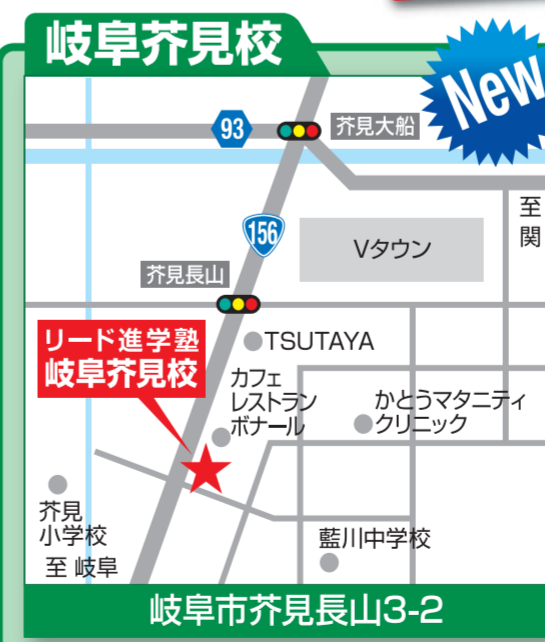 岐阜芥見校
New
93
芥見大船
至
関
156
Vタウン
芥見長山
リード進学塾
岐阜芥見校
TSUTAYA
カフェ
レストラン
ボナール
かとうマタニティ
クリニック
芥見
小学校
至 岐阜
藍川中学校
岐阜市芥見長山3-2